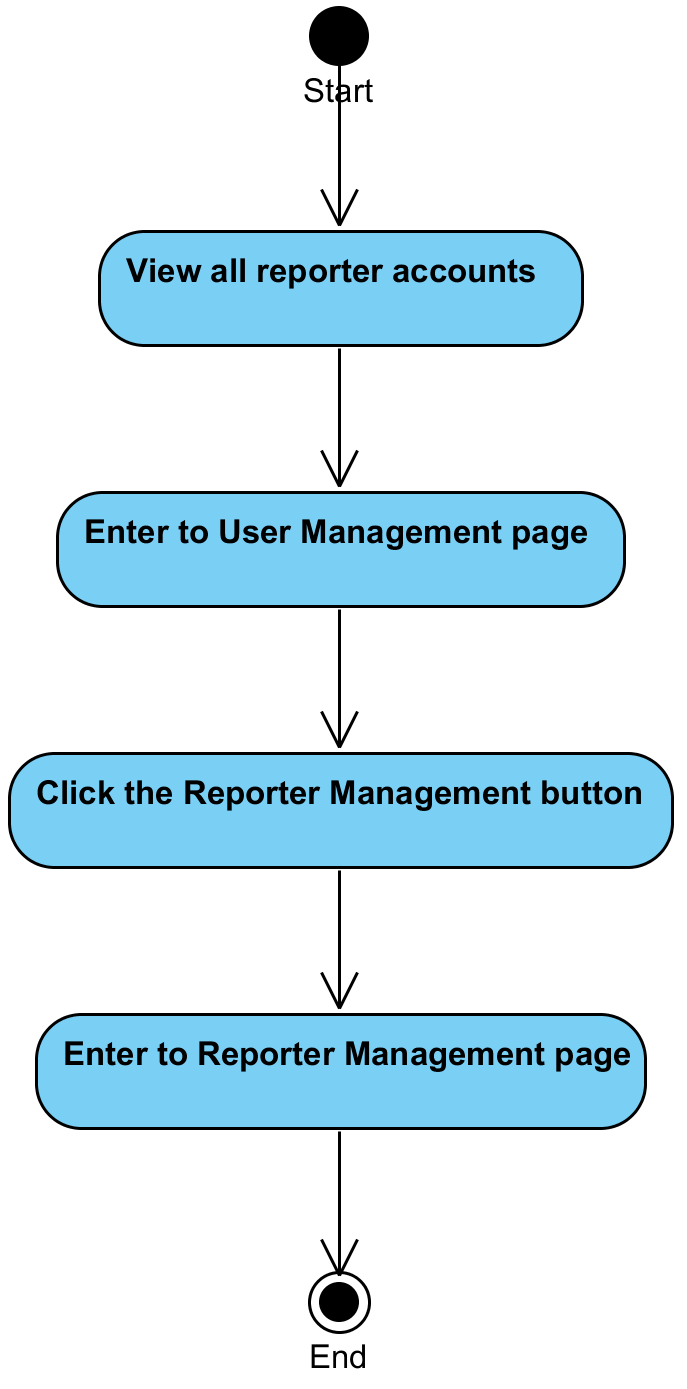 Start
View all reporter accounts
Enter to User Management page
Click the Reporter Management button
Enter to Reporter Management page
End